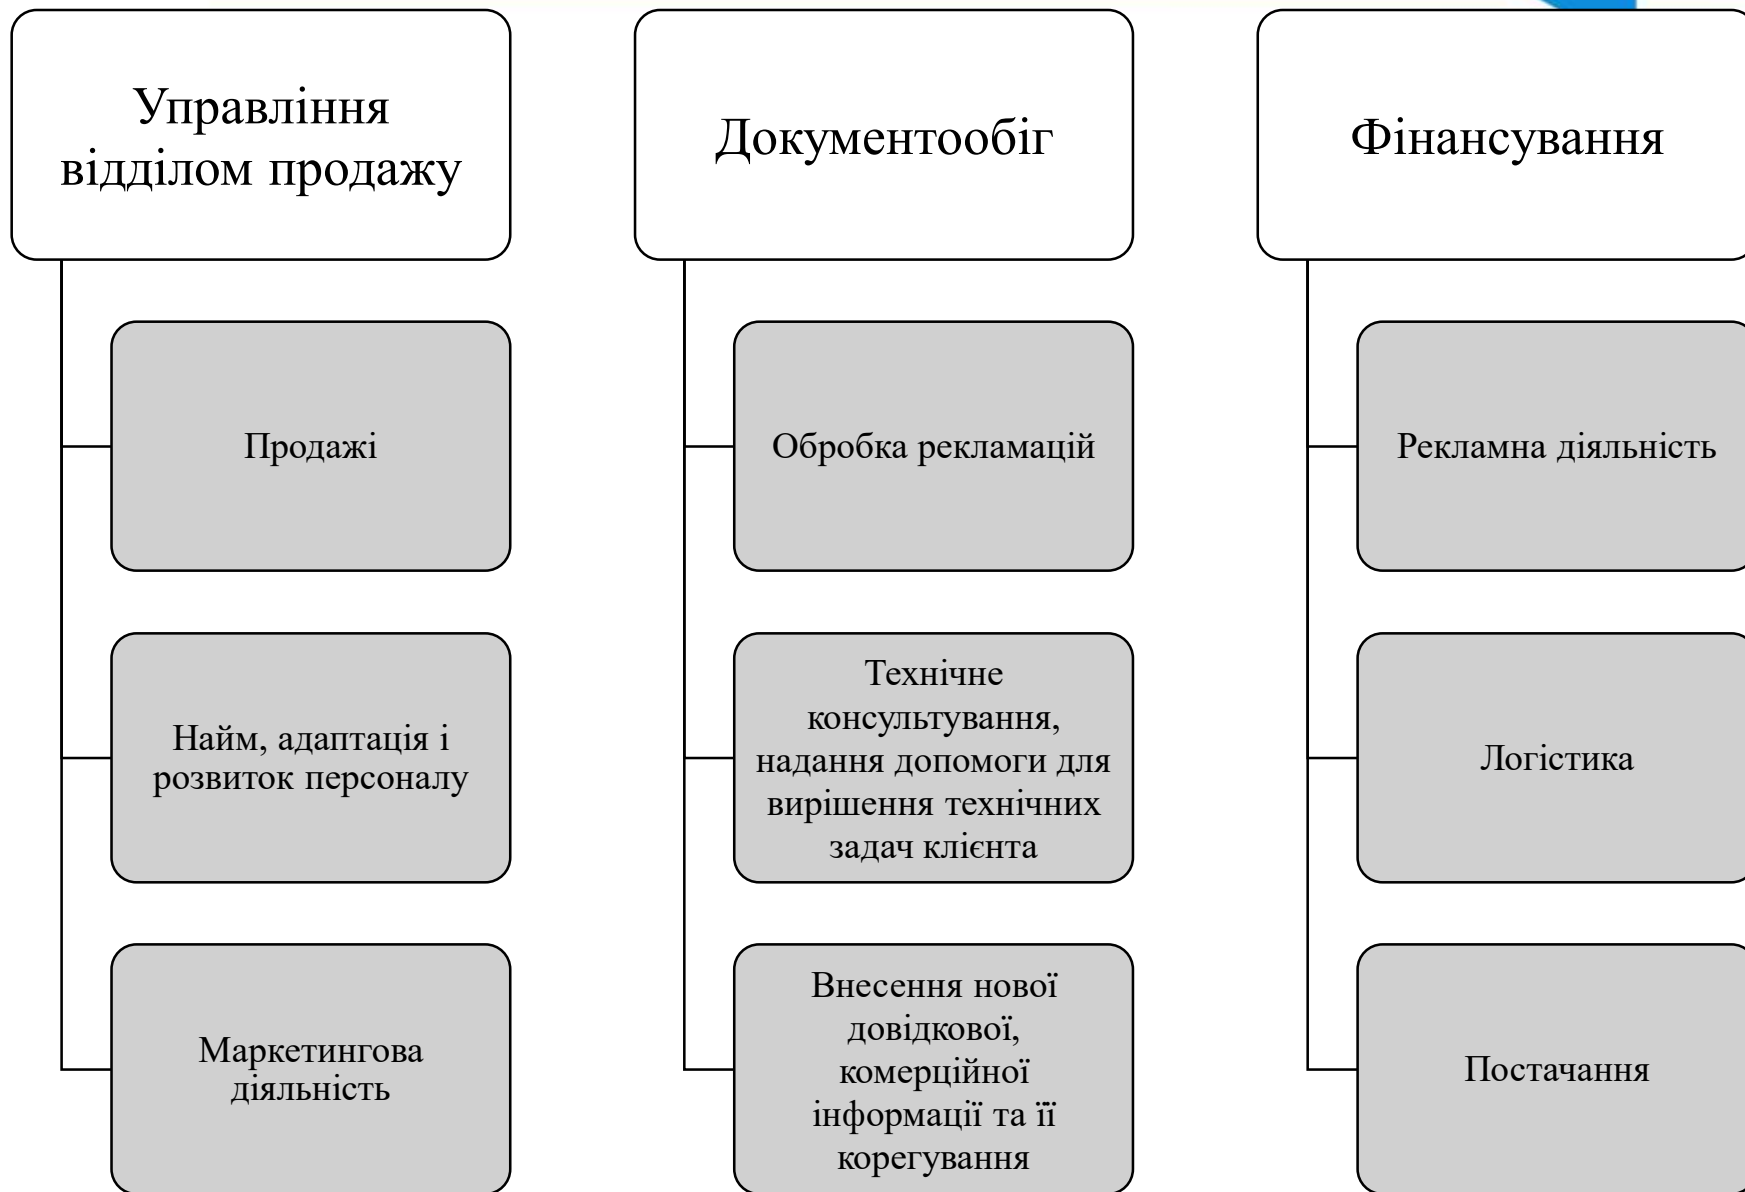 Управління
відділом продажу
Продажі
Найм, адаптація і
розвиток персоналу
Маркетингова
діяльність
Документообіг
Обробка рекламацій
Технічне
консультування,
надання допомоги для
вирішення технічних
задач клієнта
Внесення нової
довідкової,
комерційної
інформації та її
корегування
Фінансування
Рекламна діяльність
Логістика
Постачання